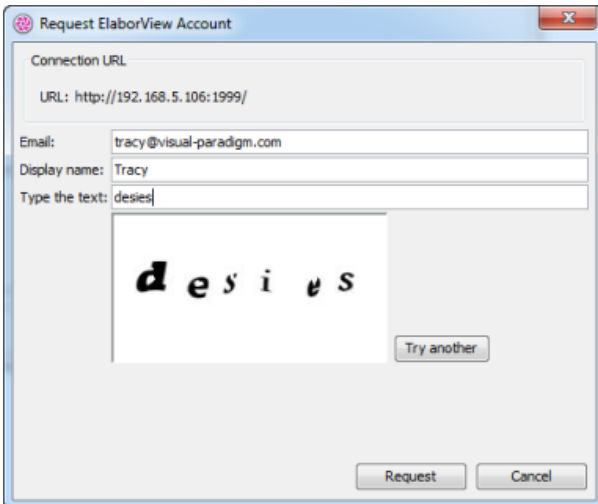 Request ElaborView Account
Connection URL
URL: http://192.168.5.106:1999/
Email: tracy@visual-paradigm.com
Display name: Tracy
Type the text: desies
d e s i e s
Try another
Request Cancel